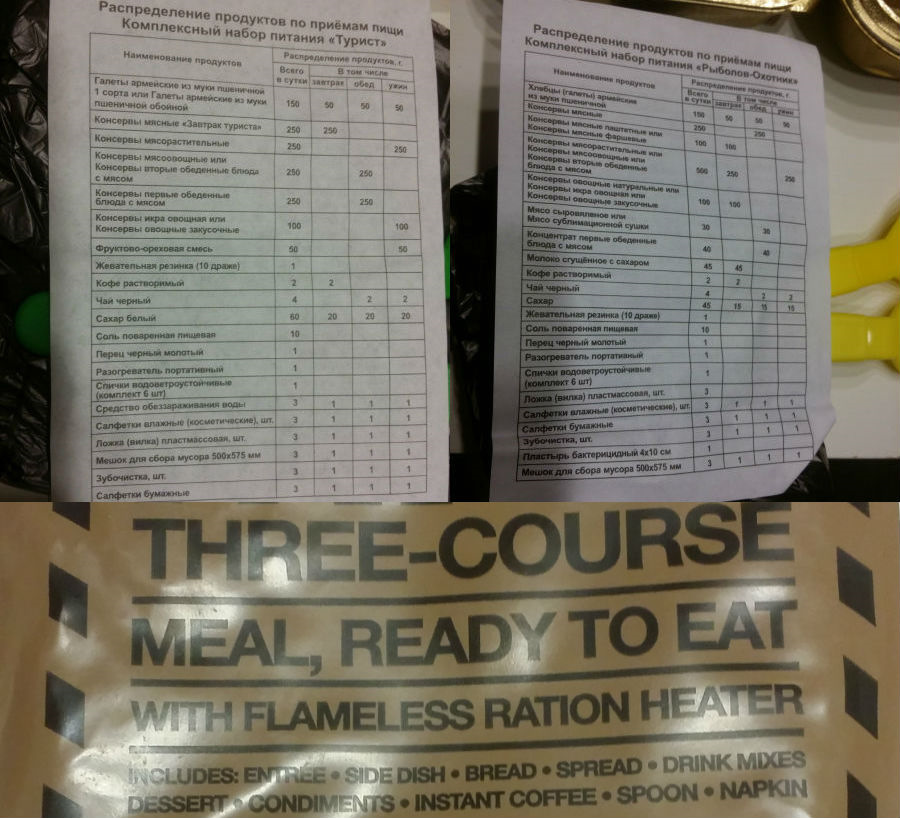 Распределение продуктов по приёмам пищи
Комплексный набор питания «Турист»
Наименование продуктов
Распределение продуктов, г.
Всего в сутки
В том числе
завтрак обед ужин
Галеты армейские из муки пшеничной
1 сорта или Галеты армейские из муки
пшеничной обойной 150 50 50 50
Консервы мясные «Завтрак туриста» 250 250
Консервы мясорастительные 250 250
Консервы мясоовощные или
Консервы вторые обеденные блюда
с мясом 250 250
Консервы первые обеденные
блюда с мясом 250 250
Консервы икра овощная или
Консервы овощные закусочные 100 100
Фруктово-ореховая смесь 50 50
Жевательная резинка (10 драже) 1
Кофе растворимый 2 2
Чай черный 4 2 2
Сахар белый 60 20 20 20
Соль поваренная пищевая 10
Перец черный молотый 1
Разогреватель портативный 1
Спички водоветроустойчивые
(комплект 6 шт) 1
Средство обеззараживания воды 3 1 1 1
Салфетки влажные (косметические), шт. 3 1 1 1
Ложка (вилка) пластмассовая, шт. 3 1 1 1
Мешок для сбора мусора 500х575 мм 3 1 1 1
Зубочистка, шт. 3 1 1 1
Салфетки бумажные 3 1 1 1
Распределение продуктов по приёмам пищи
Комплексный набор питания «Рыболов-Охотник»
Наименование продуктов
Распределение продуктов, г.
Всего в сутки
В том числе
завтрак обед ужин
Хлебцы (галеты) армейские
из муки пшеничной 150 50 50 50
Консервы мясные 250 250
Консервы мясные паштетные или
Консервы мясные фаршевые 100 100
Консервы мясорастительные или
Консервы мясоовощные или
Консервы вторые обеденные
блюда с мясом 500 250 250
Консервы овощные натуральные или
Консервы икра овощная или
Консервы овощные закусочные 100 100
Мясо сыровяленое или
Мясо сублимационной сушки 30 30
Концентрат первые обеденные
блюда с мясом 40 40
Молоко сгущённое с сахаром 45 45
Кофе растворимый 2 2
Чай черный 4 2 2
Сахар 45 15 15 15
Жевательная резинка (10 драже) 1
Соль поваренная пищевая 10
Перец черный молотый 1
Разогреватель портативный 1
Спички водоветроустойчивые
(комплект 6 шт) 1
Ложка (вилка) пластмассовая, шт. 3
Салфетки влажные (косметические), шт. 3 1 1 1
Салфетки бумажные 3 1 1 1
Зубочистка, шт. 3 1 1 1
Пластырь бактерицидный 4х10 см 1
Мешок для сбора мусора 500х575 мм 3 1 1 1
THREE-COURSE
MEAL, READY TO EAT
WITH FLAMELESS RATION HEATER
INCLUDES: ENTRÉE • SIDE DISH • BREAD • SPREAD • DRINK MIXES
DESSERT • CONDIMENTS • INSTANT COFFEE • SPOON • NAPKIN